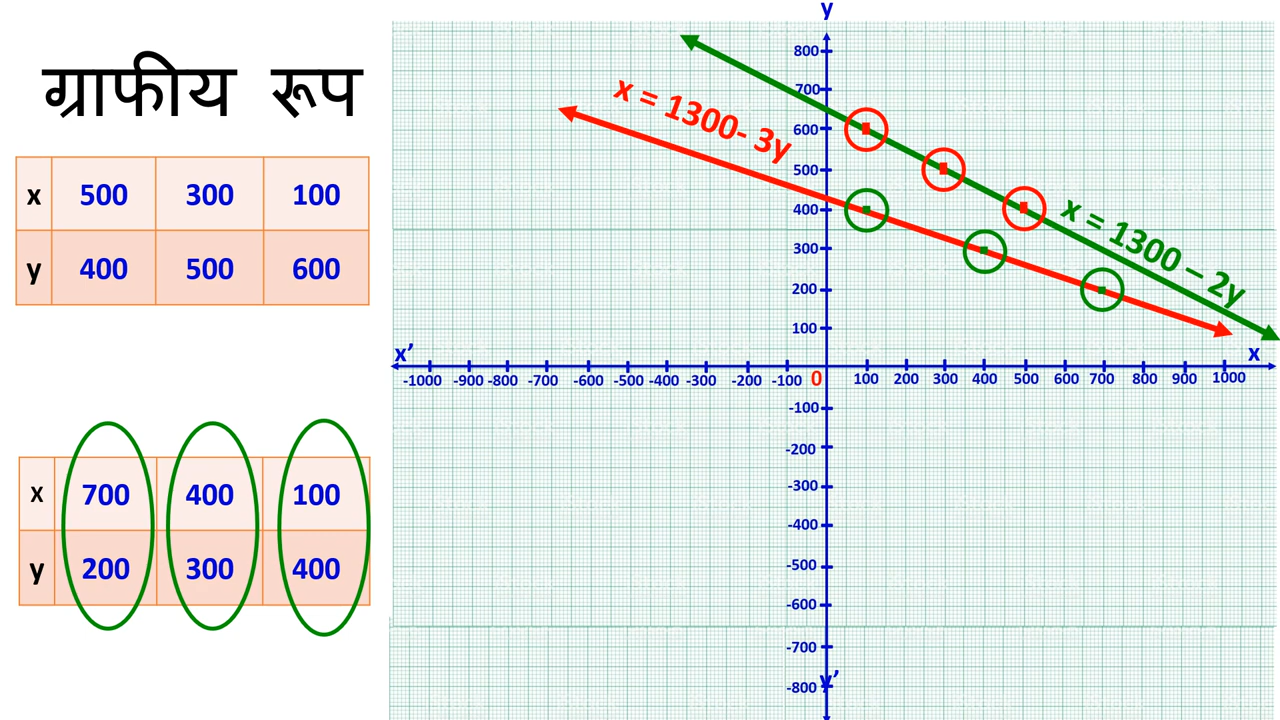 ग्राफीय रूप
x 500 300 100
y 400 500 600
x 700 400 100
y 200 300 400
y
800
700
600
500
400
300
200
100
x = 1300- 3y
x = 1300 – 2y
x’
x
-1000 -900 -800 -700 -600 -500 -400 -300 -200 -100 0 100 200 300 400 500 600 700 800 900 1000
-100
-200
-300
-400
-500
-600
-700
-800
y’